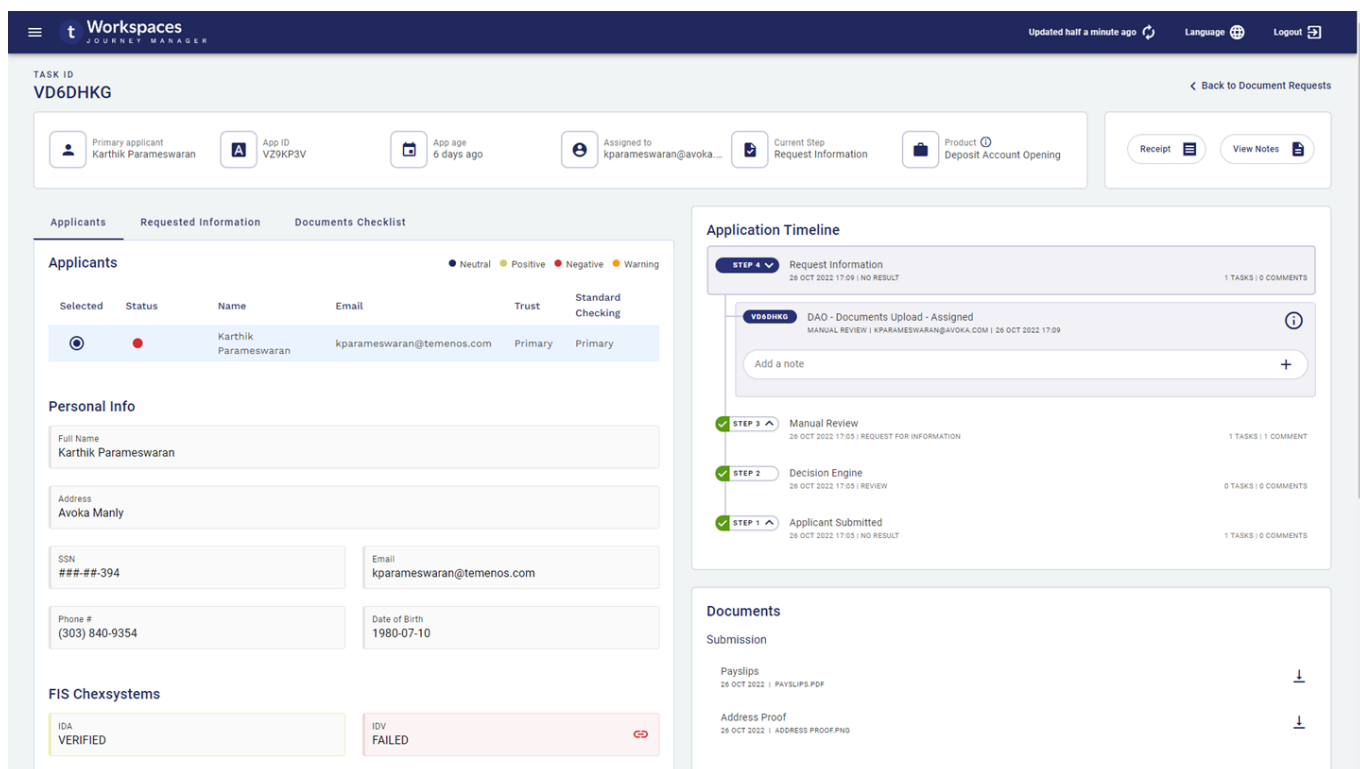 t Workspaces
JOURNEY MANAGER
Updated half a minute ago
Language
Logout
TASK ID
VD6DHKG
Back to Document Requests
Primary applicant
Karthik Parameswaran
App ID
VZ9KP3V
App age
6 days ago
Assigned to
kparameswaran@avoka...
Current Step
Request Information
Product
Deposit Account Opening
Receipt
View Notes
Applicants Requested Information Documents Checklist
Applicants
Neutral Positive Negative Warning
Selected Status Name Email Trust Standard Checking
Karthik Parameswaran kparameswaran@temenos.com Primary Primary
Personal Info
Full Name
Karthik Parameswaran
Address
Avoka Manly
SSN
###-##-394
Email
kparameswaran@temenos.com
Phone #
(303) 840-9354
Date of Birth
1980-07-10
FIS Chexsystems
IDA
VERIFIED
IDV
FAILED
Application Timeline
STEP 4 Request Information
26 OCT 2022 17:09 | NO RESULT 1 TASKS | 0 COMMENTS
VD6DHKG DAO - Documents Upload - Assigned
MANUAL REVIEW | KPARAMESWARAN@AVOKA.COM | 26 OCT 2022 17:09
Add a note
STEP 3 Manual Review
26 OCT 2022 17:05 | REQUEST FOR INFORMATION 1 TASKS | 1 COMMENT
STEP 2 Decision Engine
26 OCT 2022 17:05 | REVIEW 0 TASKS | 0 COMMENTS
STEP 1 Applicant Submitted
26 OCT 2022 17:05 | NO RESULT 1 TASKS | 0 COMMENTS
Documents
Submission
Payslips
26 OCT 2022 | PAYSLIPS.PDF
Address Proof
26 OCT 2022 | ADDRESS PROOF.PNG